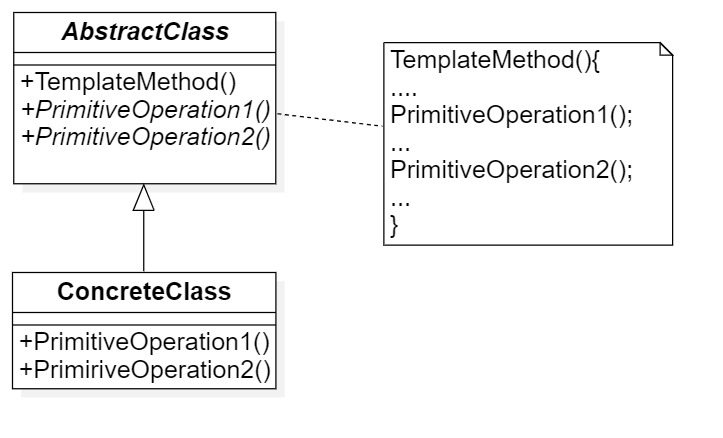 AbstractClass
+TemplateMethod()
+PrimitiveOperation1()
+PrimitiveOperation2()
TemplateMethod(){
....
PrimitiveOperation1();
...
PrimitiveOperation2();
...
}
ConcreteClass
+PrimitiveOperation1()
+PrimiriveOperation2()